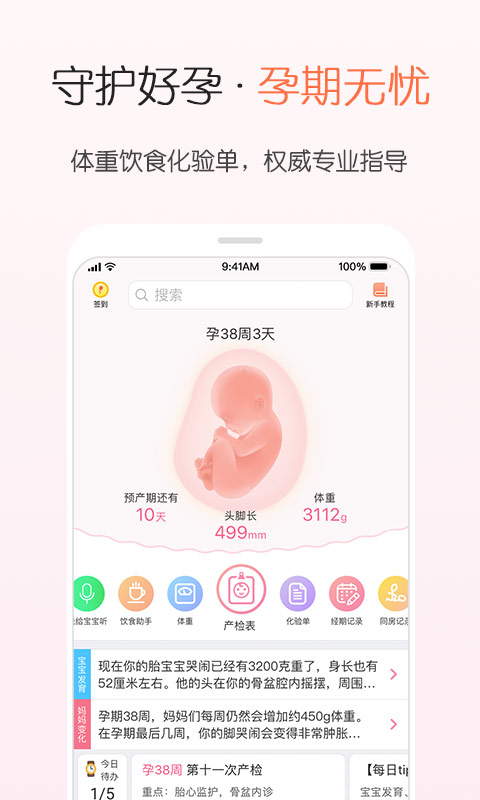 守护好孕·孕期无忧
体重饮食化验单，权威专业指导
9:41AM
100%
签到
搜索
新手教程
孕38周3天
预产期还有
10天
头脚长
499mm
体重
3112g
给宝宝听
饮食助手
体重
产检表
化验单
经期记录
同房记录
宝宝发育
现在你的胎宝宝哭闹已经有3200克重了，身长也有
52厘米左右。他的头在你的骨盆腔内摇摆，周围...
妈妈变化
孕期38周，妈妈们每周仍然会增加约450g体重。
在孕期最后几周，你的脚哭闹会变得非常肿胀...
今日
待办
1/5
孕38周 第十一次产检
重点：胎心监护，骨盆内诊
【每日tip
宝宝发育、